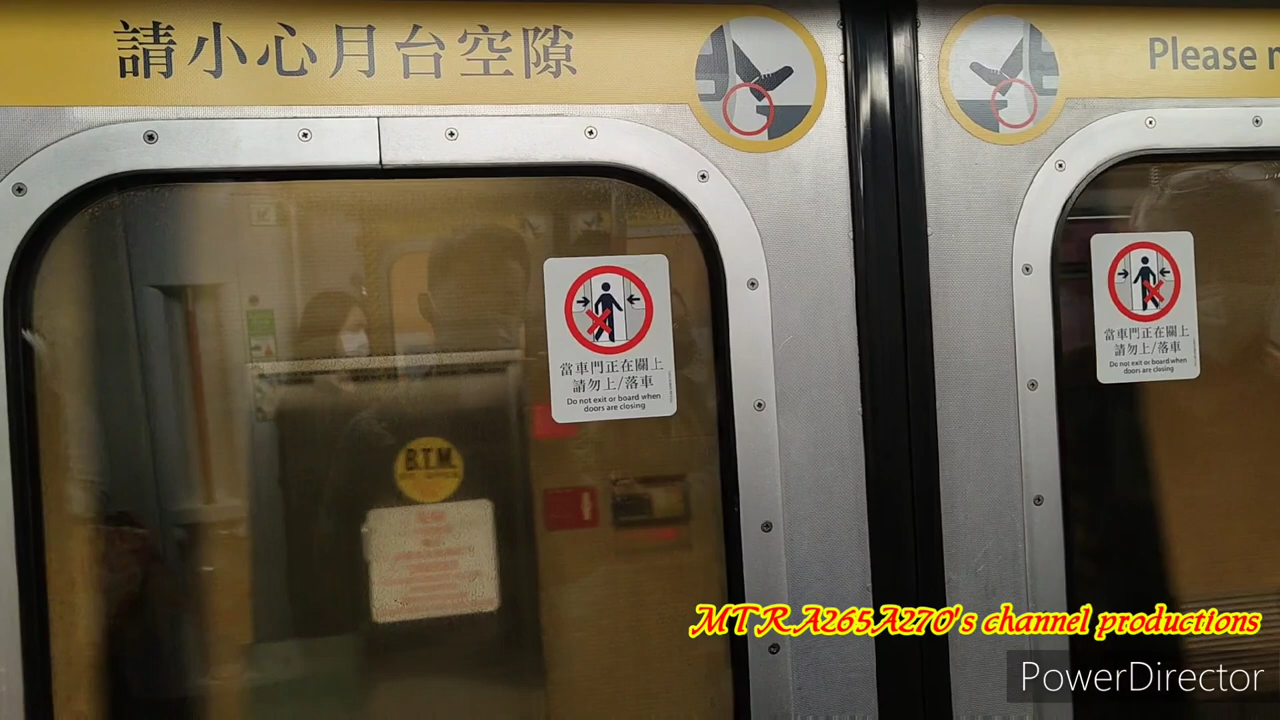 請小心月台空隙
Please
當車門正在關上
請勿上/落車
Do not exit or board when
doors are closing
當車門正在關上
請勿上/落車
Do not exit or board when
doors are closing
B.T.M.
MTR A265A270's channel productions
PowerDirector